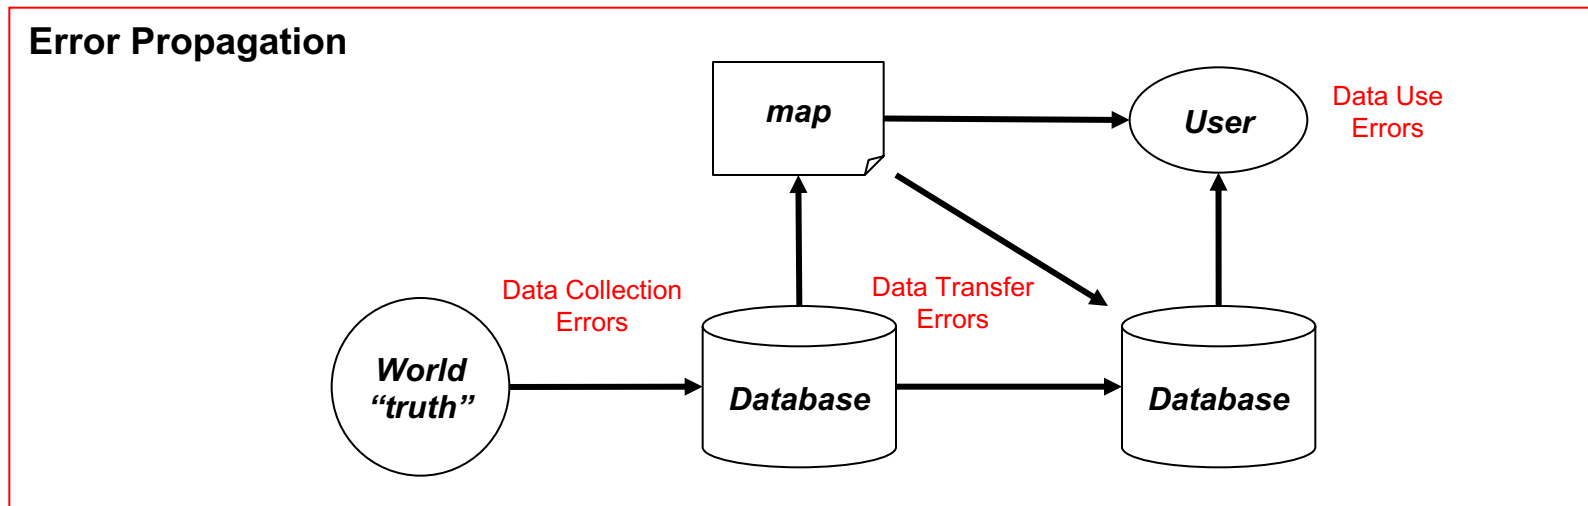 Error Propagation
map
User
Data Use
Errors
Data Collection
Errors
Data Transfer
Errors
World
“truth”
Database
Database